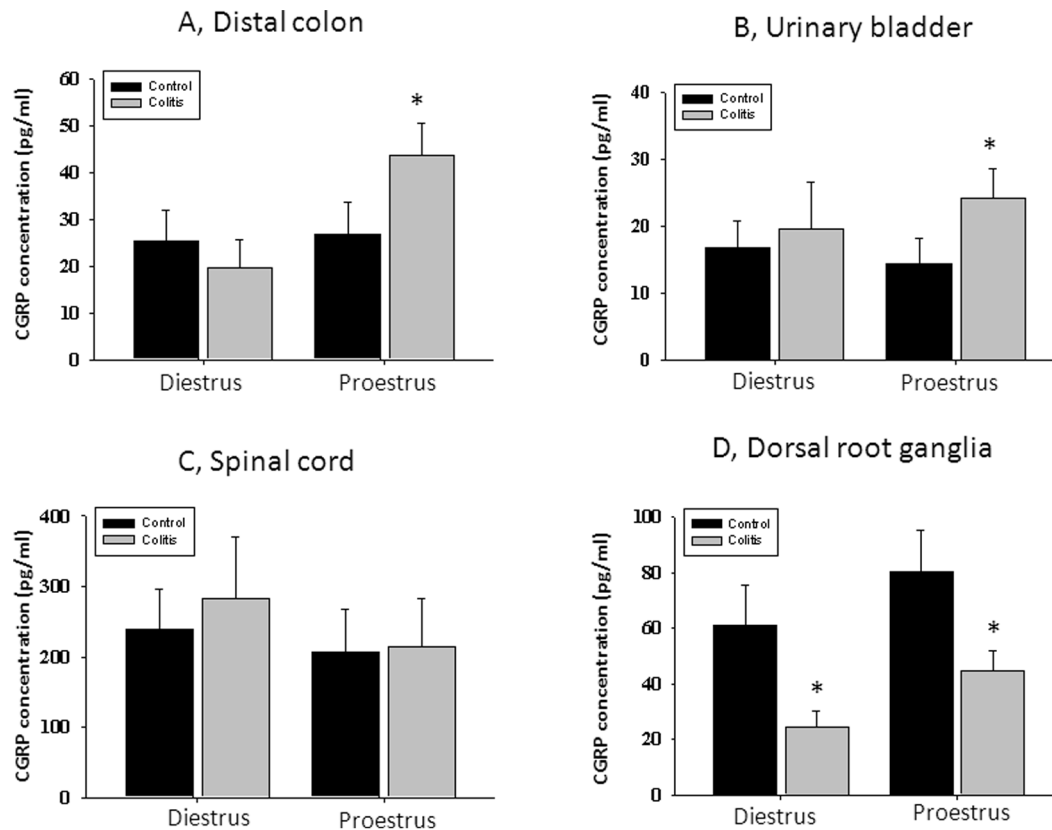 A, Distal colon
CGRP concentration (pg/ml)
60
50
40
30
20
10
0
Control
Colitis
*
Diestrus
Proestrus
B, Urinary bladder
CGRP concentration (pg/ml)
40
30
20
10
0
Control
Colitis
*
Diestrus
Proestrus
C, Spinal cord
CGRP concentration (pg/ml)
400
300
200
100
0
Control
Colitis
Diestrus
Proestrus
D, Dorsal root ganglia
CGRP concentration (pg/ml)
100
80
60
40
20
0
Control
Colitis
*
*
Diestrus
Proestrus